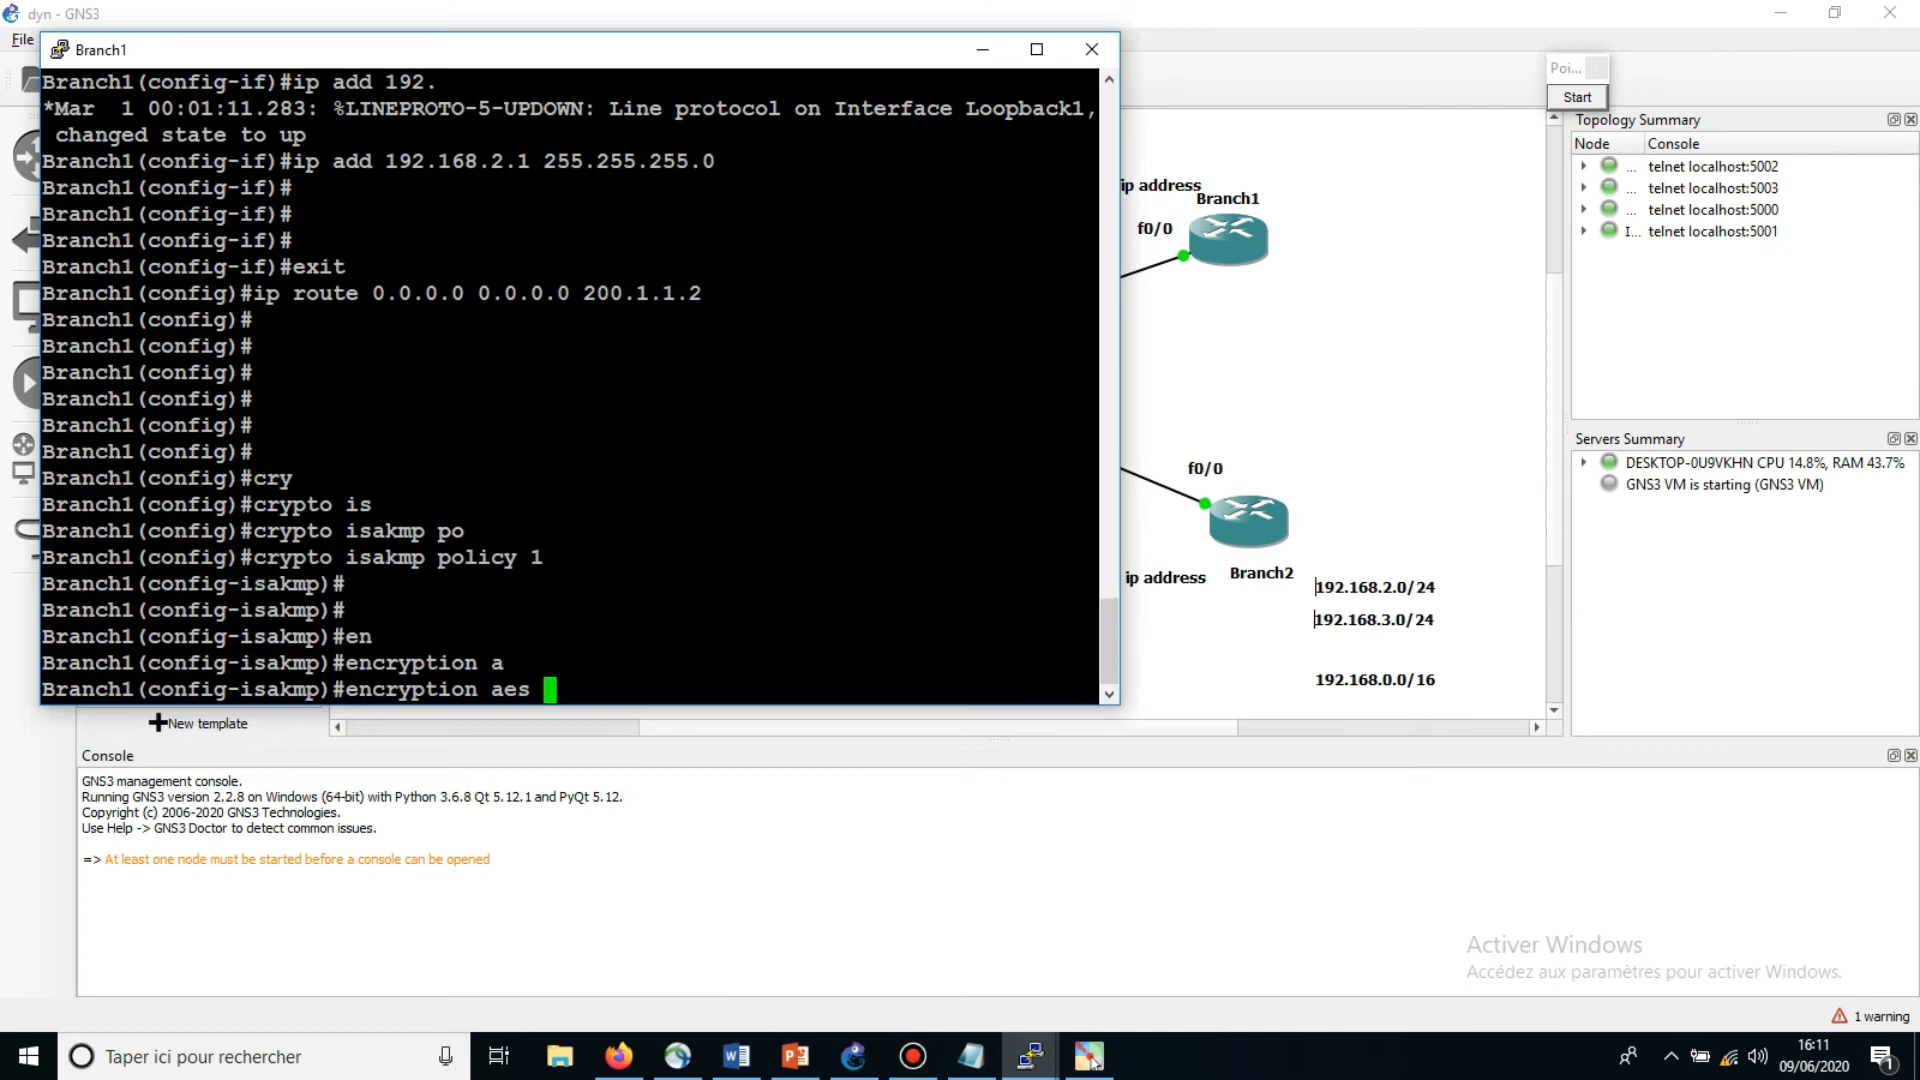 dyn - GNS3
File
Branch1
Branch1(config-if)#ip add 192.
*Mar  1 00:01:11.283: %LINEPROTO-5-UPDOWN: Line protocol on Interface Loopback1,
changed state to up
Branch1(config-if)#ip add 192.168.2.1 255.255.255.0
Branch1(config-if)#
Branch1(config-if)#
Branch1(config-if)#
Branch1(config-if)#exit
Branch1(config)#ip route 0.0.0.0 0.0.0.0 200.1.1.2
Branch1(config)#
Branch1(config)#
Branch1(config)#
Branch1(config)#
Branch1(config)#
Branch1(config)#
Branch1(config)#cry
Branch1(config)#crypto is
Branch1(config)#crypto isakmp po
Branch1(config)#crypto isakmp policy 1
Branch1(config-isakmp)#
Branch1(config-isakmp)#
Branch1(config-isakmp)#en
Branch1(config-isakmp)#encryption a
Branch1(config-isakmp)#encryption aes
ip address
Branch1
f0/0
f0/0
ip address
Branch2
192.168.2.0/24
192.168.3.0/24
192.168.0.0/16
Poi...
Start
Topology Summary
Node Console
... telnet localhost:5002
... telnet localhost:5003
... telnet localhost:5000
I... telnet localhost:5001
Servers Summary
DESKTOP-0U9VKHN CPU 14.8%, RAM 43.7%
GNS3 VM is starting (GNS3 VM)
New template
Console
GNS3 management console.
Running GNS3 version 2.2.8 on Windows (64-bit) with Python 3.6.8 Qt 5.12.1 and PyQt 5.12.
Copyright (c) 2006-2020 GNS3 Technologies.
Use Help -> GNS3 Doctor to detect common issues.
=> At least one node must be started before a console can be opened
Activer Windows
Accédez aux paramètres pour activer Windows.
1 warning
Taper ici pour rechercher
16:11
09/06/2020
1